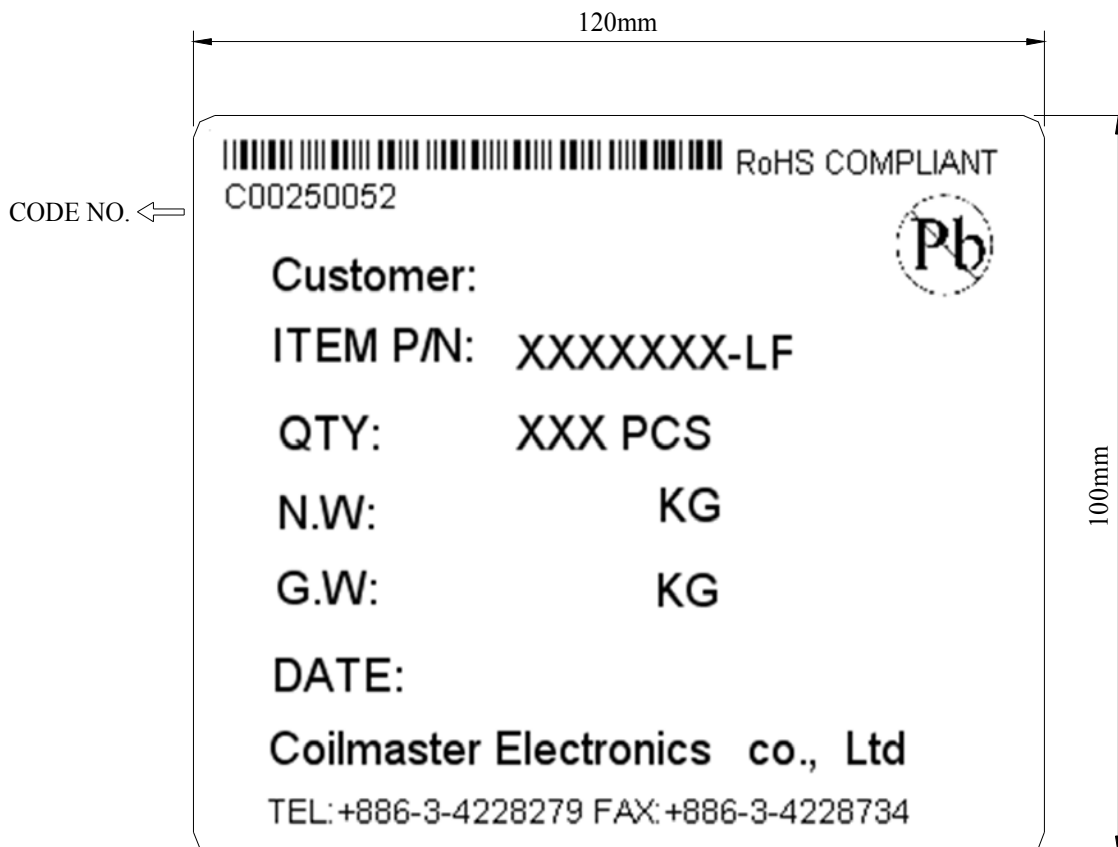 120mm
RoHS COMPLIANT
C00250052
CODE NO.
Pb
Customer:
ITEM P/N: XXXXXXX-LF
QTY: XXX PCS
N.W: KG
G.W: KG
DATE:
Coilmaster Electronics co., Ltd
TEL:+886-3-4228279 FAX:+886-3-4228734
100mm